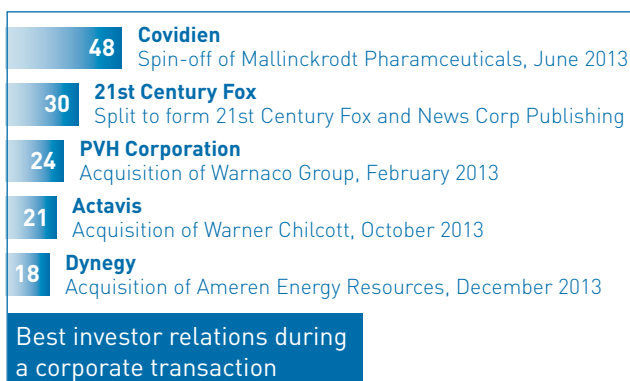 48
Covidien
Spin-off of Mallinckrodt Pharamceuticals, June 2013
30
21st Century Fox
Split to form 21st Century Fox and News Corp Publishing
24
PVH Corporation
Acquisition of Warnaco Group, February 2013
21
Actavis
Acquisition of Warner Chilcott, October 2013
18
Dynegy
Acquisition of Ameren Energy Resources, December 2013
Best investor relations during
a corporate transaction